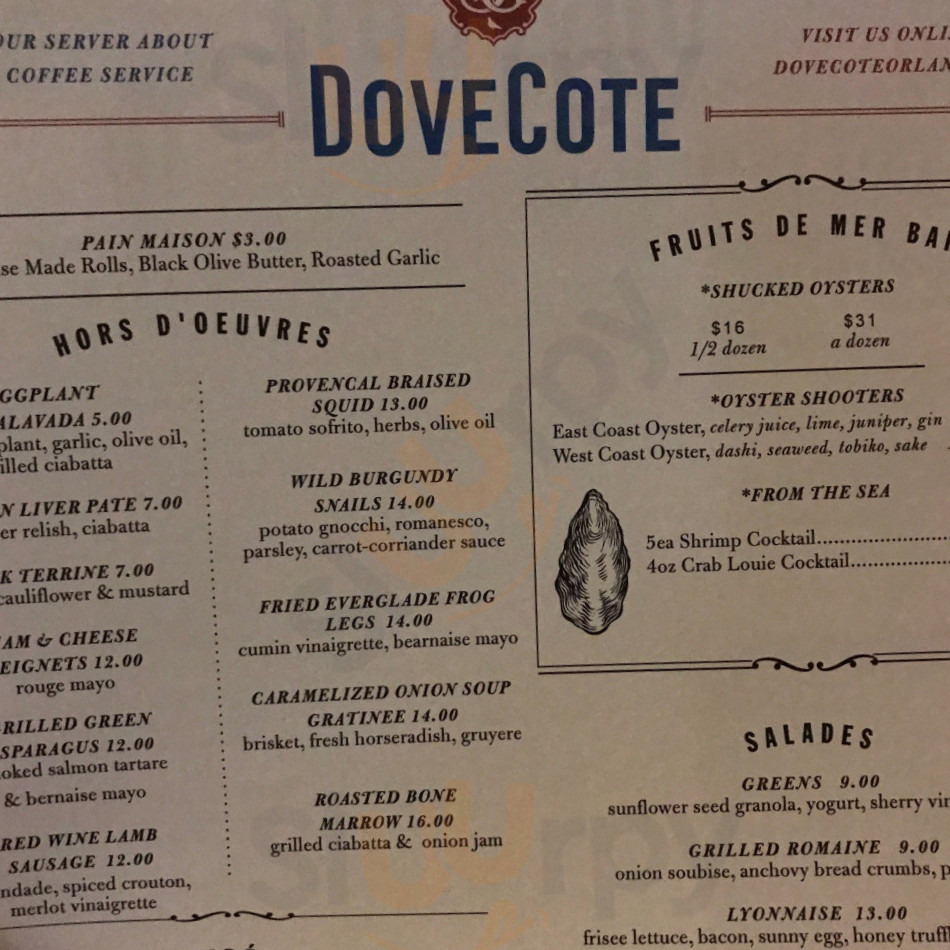 OUR SERVER ABOUT
COFFEE SERVICE
DOVECOTE
VISIT US ONLI
DOVECOTEORLAN
PAIN MAISON $3.00
se Made Rolls, Black Olive Butter, Roasted Garlic
HORS D'OEUVRES
GGPLANT
ALAVADA 5.00
plant, garlic, olive oil,
illed ciabatta
N LIVER PATE 7.00
er relish, ciabatta
K TERRINE 7.00
cauliflower & mustard
AM & CHEESE
EIGNETS 12.00
rouge mayo
RILLED GREEN
SPARAGUS 12.00
oked salmon tartare
& bernaise mayo
RED WINE LAMB
SAUSAGE 12.00
ndade, spiced crouton,
merlot vinaigrette
PROVENCAL BRAISED
SQUID 13.00
tomato sofrito, herbs, olive oil
WILD BURGUNDY
SNAILS 14.00
potato gnocchi, romanesco,
parsley, carrot-corriander sauce
FRIED EVERGLADE FROG
LEGS 14.00
cumin vinaigrette, bearnaise mayo
CARAMELIZED ONION SOUP
GRATINEE 14.00
brisket, fresh horseradish, gruyere
ROASTED BONE
MARROW 16.00
grilled ciabatta & onion jam
FRUITS DE MER BAR
*SHUCKED OYSTERS
$16 $31
1/2 dozen a dozen
*OYSTER SHOOTERS
East Coast Oyster, celery juice, lime, juniper, gin
West Coast Oyster, dashi, seaweed, tobiko, sake
*FROM THE SEA
5ea Shrimp Cocktail...............................
4oz Crab Louie Cocktail.......................
SALADES
GREENS 9.00
sunflower seed granola, yogurt, sherry vin
GRILLED ROMAINE 9.00
onion soubise, anchovy bread crumbs, p
LYONNAISE 13.00
frisee lettuce, bacon, sunny egg, honey truff